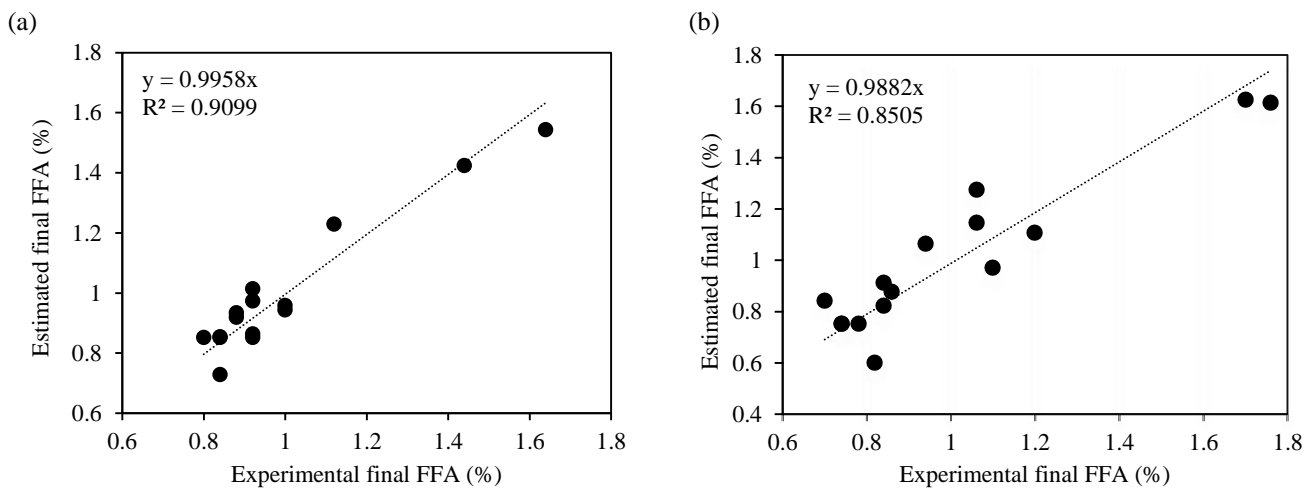 (a)
y = 0.9958x
R² = 0.9099
Estimated final FFA (%)
1.8
1.6
1.4
1.2
1
0.8
0.6
0.6 0.8 1 1.2 1.4 1.6 1.8
Experimental final FFA (%)
(b)
y = 0.9882x
R² = 0.8505
Estimated final FFA (%)
1.8
1.6
1.4
1.2
1
0.8
0.6
0.4
0.6 0.8 1 1.2 1.4 1.6 1.8
Experimental final FFA (%)